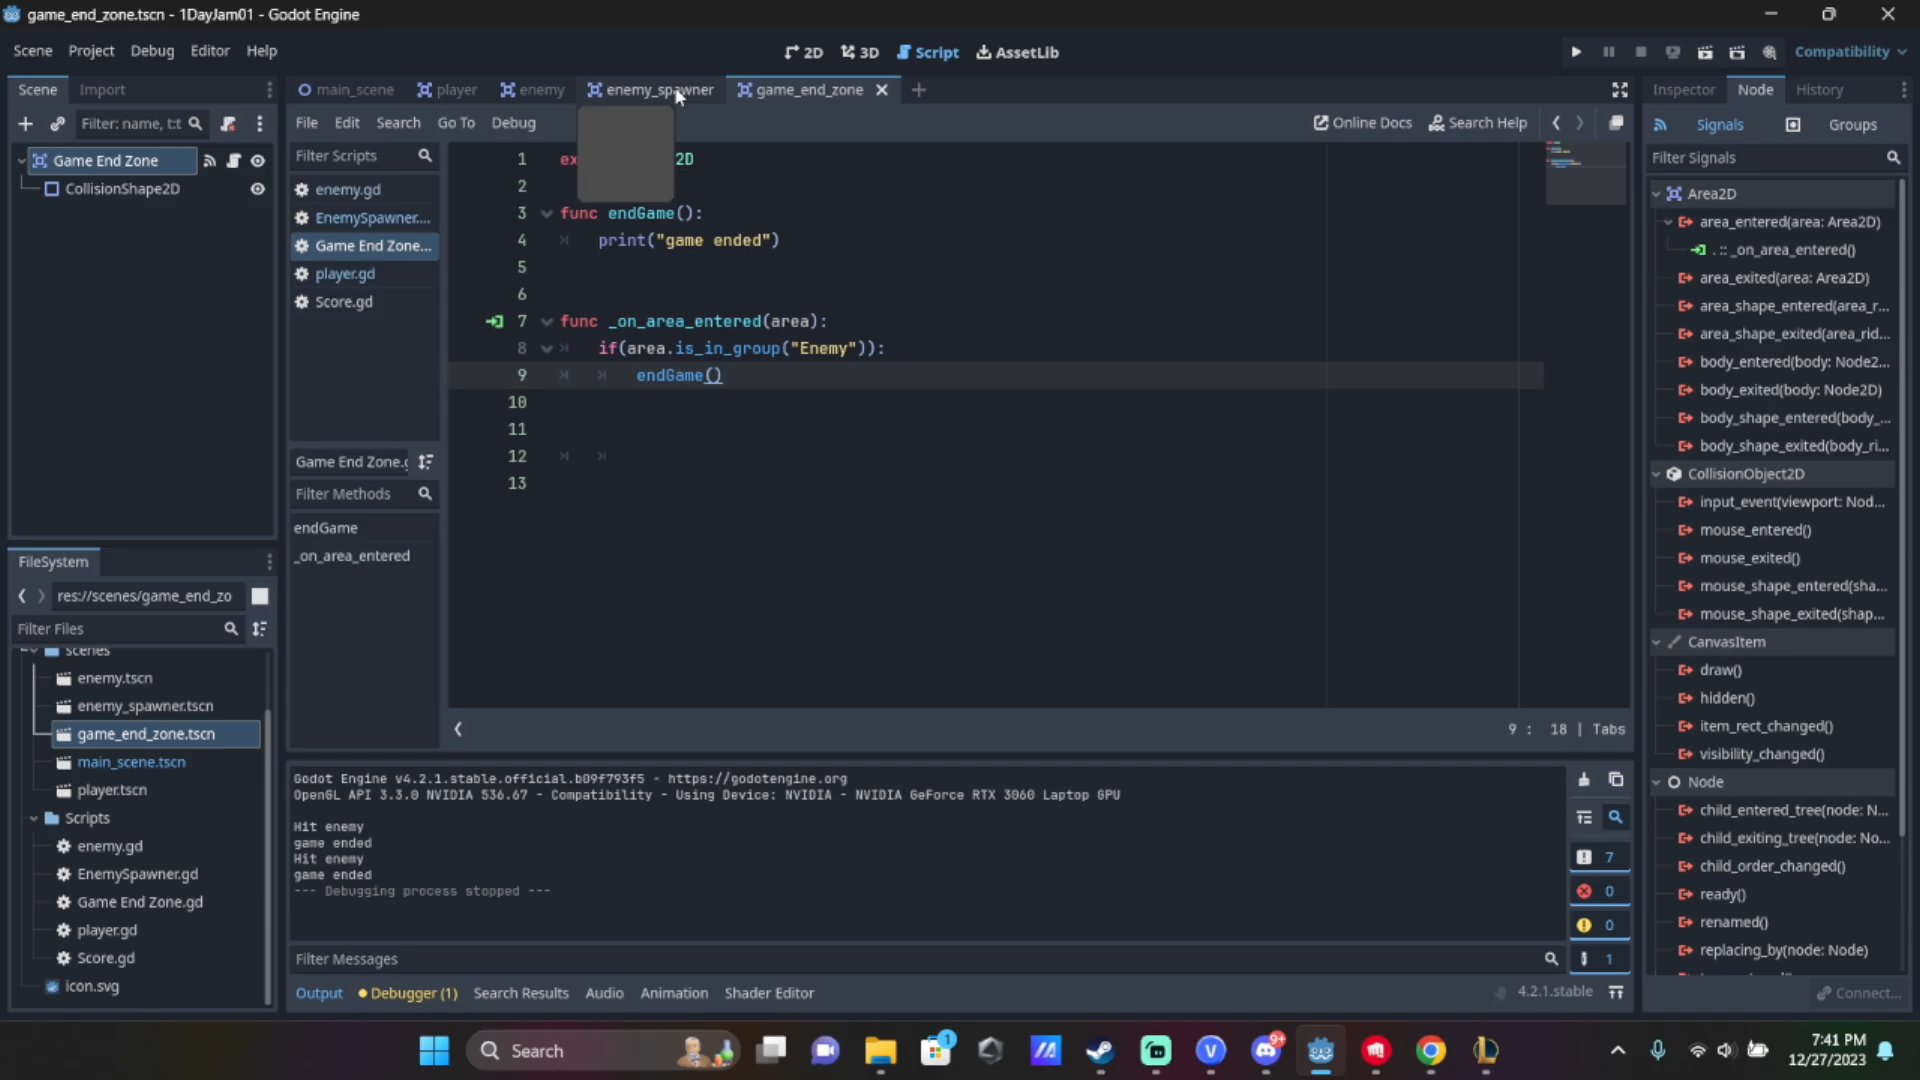 game_end_zone.tscn - 1DayJam01 - Godot Engine
Scene Project Debug Editor Help
2D 3D Script AssetLib
Compatibility
Scene Import
main_scene player enemy enemy_spawner game_end_zone
Inspector Node History
Filter: name, t:t
File Edit Search Go To Debug
Online Docs Search Help
Signals Groups
Game End Zone
CollisionShape2D
Filter Scripts
enemy.gd
EnemySpawner....
Game End Zone...
player.gd
Score.gd
Game End Zone.g
Filter Methods
endGame
_on_area_entered
1 ex 2D
2
3 func endGame():
4 print("game ended")
5
6
7 func _on_area_entered(area):
8 if(area.is_in_group("Enemy")):
9 endGame()
10
11
12
13
9 : 18 | Tabs
Filter Signals
Area2D
area_entered(area: Area2D)
. :: _on_area_entered()
area_exited(area: Area2D)
area_shape_entered(area_r...
area_shape_exited(area_rid...
body_entered(body: Node2...
body_exited(body: Node2D)
body_shape_entered(body_...
body_shape_exited(body_ri...
CollisionObject2D
input_event(viewport: Nod...
mouse_entered()
mouse_exited()
mouse_shape_entered(sha...
mouse_shape_exited(shap...
CanvasItem
draw()
hidden()
item_rect_changed()
visibility_changed()
Node
child_entered_tree(node: N...
child_exiting_tree(node: No...
child_order_changed()
ready()
renamed()
replacing_by(node: Node)
Connect...
FileSystem
res://scenes/game_end_zo
Filter Files
scenes
enemy.tscn
enemy_spawner.tscn
game_end_zone.tscn
main_scene.tscn
player.tscn
Scripts
enemy.gd
EnemySpawner.gd
Game End Zone.gd
player.gd
Score.gd
icon.svg
Godot Engine v4.2.1.stable.official.b09f793f5 - https://godotengine.org
OpenGL API 3.3.0 NVIDIA 536.67 - Compatibility - Using Device: NVIDIA - NVIDIA GeForce RTX 3060 Laptop GPU
Hit enemy
game ended
Hit enemy
game ended
--- Debugging process stopped ---
7
0
0
1
Filter Messages
Output Debugger (1) Search Results Audio Animation Shader Editor
4.2.1.stable
Search
1
9+
7:41 PM
12/27/2023